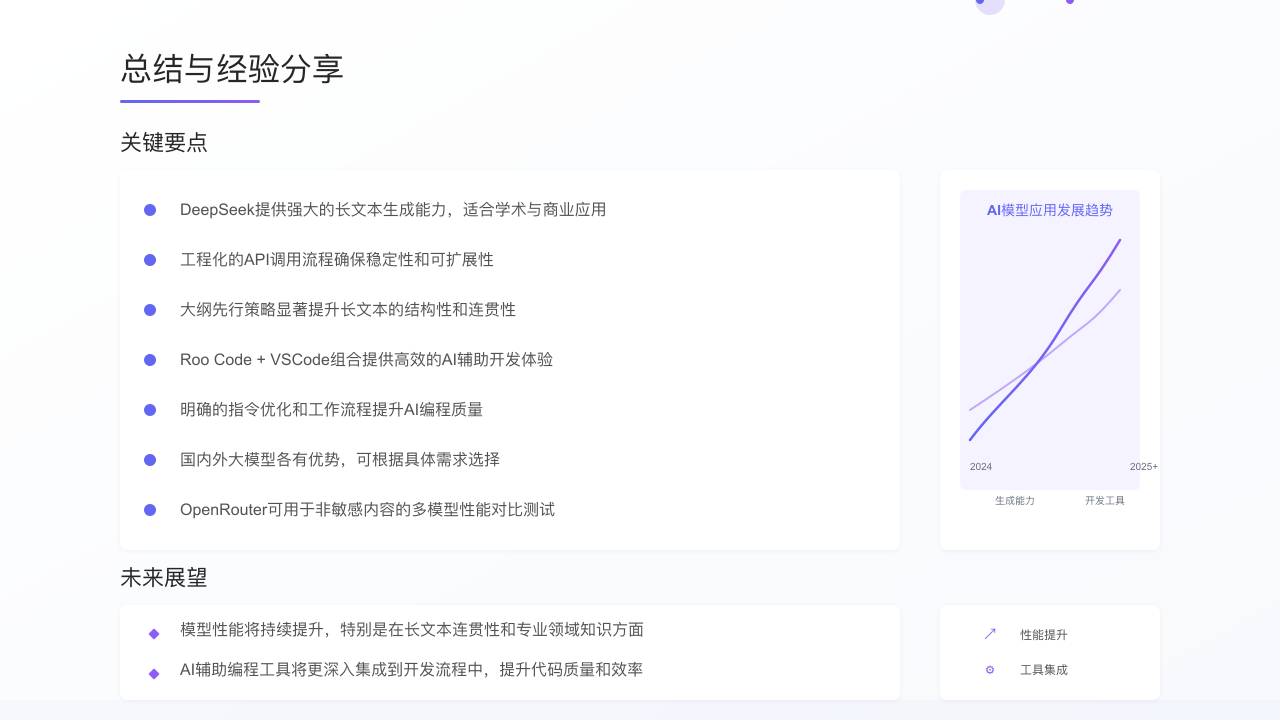 总结与经验分享
关键要点
DeepSeek提供强大的长文本生成能力，适合学术与商业应用
工程化的API调用流程确保稳定性和可扩展性
大纲先行策略显著提升长文本的结构性和连贯性
Roo Code + VSCode组合提供高效的AI辅助开发体验
明确的指令优化和工作流程提升AI编程质量
国内外大模型各有优势，可根据具体需求选择
OpenRouter可用于非敏感内容的多模型性能对比测试
AI模型应用发展趋势
2024 2025+
生成能力 开发工具
未来展望
模型性能将持续提升，特别是在长文本连贯性和专业领域知识方面
AI辅助编程工具将更深入集成到开发流程中，提升代码质量和效率
性能提升
工具集成